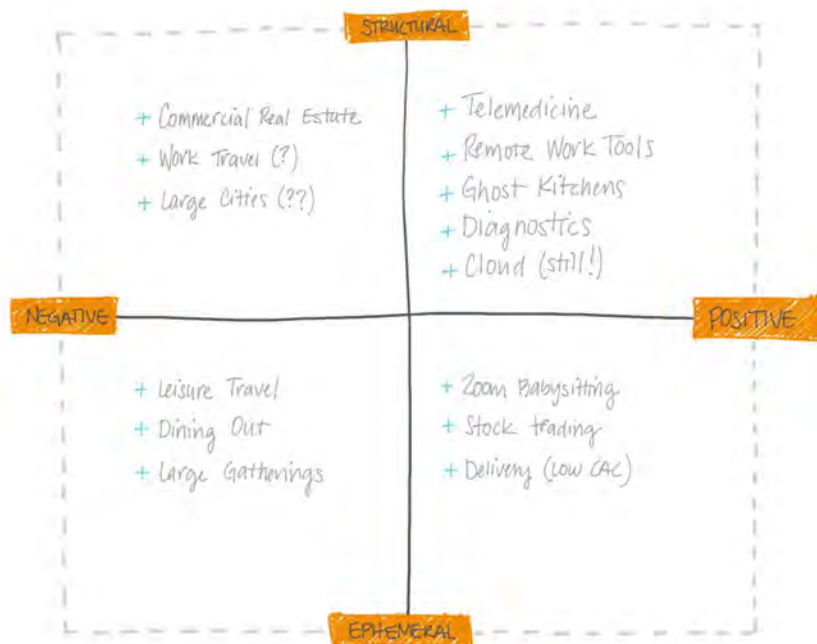 STRUCTURAL
+ Commercial Real Estate
+ Work Travel (?)
+ Large Cities (??)
+ Telemedicine
+ Remote Work Tools
+ Ghost Kitchens
+ Diagnostics
+ Cloud (still!)
NEGATIVE
POSITIVE
+ Leisure Travel
+ Dining Out
+ Large Gatherings
+ Zoom Babysitting
+ Stock trading
+ Delivery (LOW CAC)
EPHEMERAL